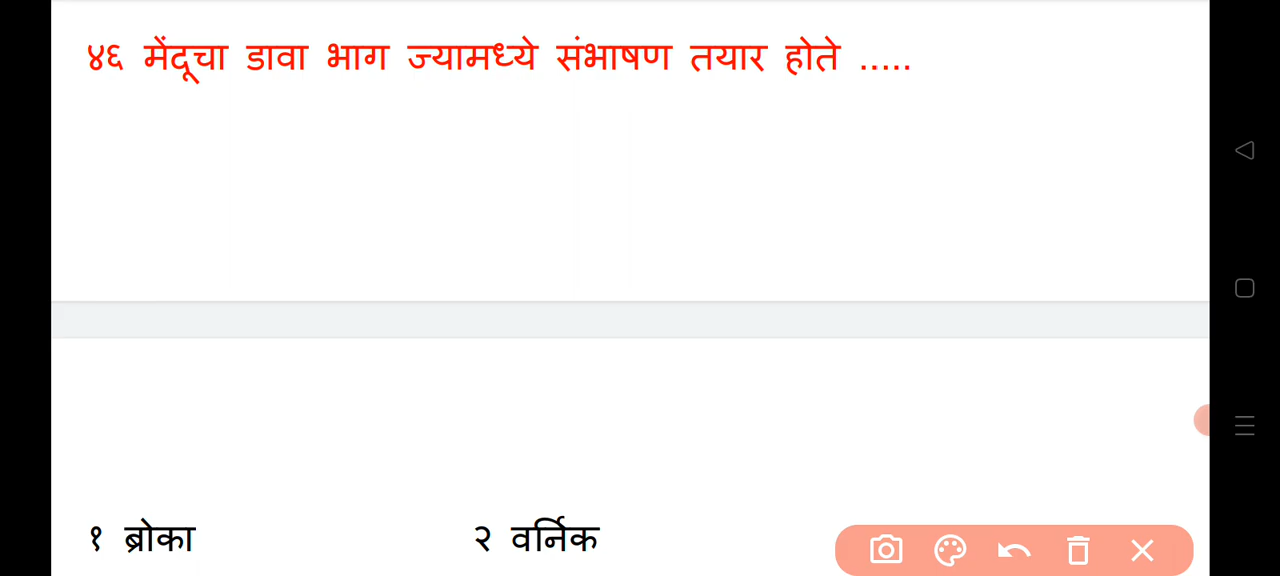 ४६ मेंदूचा डावा भाग ज्यामध्ये संभाषण तयार होते .....
१ ब्रोका २ वर्निक